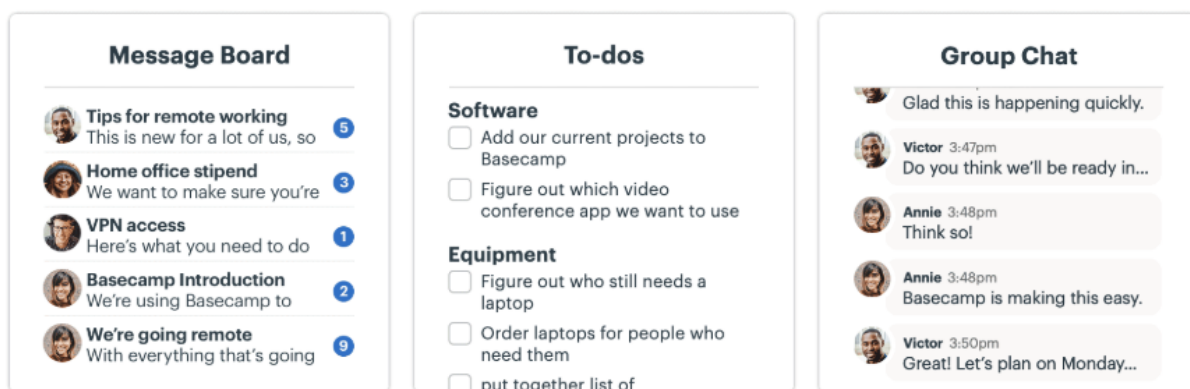 Message Board
Tips for remote working
This is new for a lot of us, so
5
Home office stipend
We want to make sure you're
3
VPN access
Here's what you need to do
1
Basecamp Introduction
We're using Basecamp to
2
We're going remote
With everything that's going
9
To-dos
Software
Add our current projects to
Basecamp
Figure out which video
conference app we want to use
Equipment
Figure out who still needs a
laptop
Order laptops for people who
need them
put together list of
Group Chat
Glad this is happening quickly.
Victor 3:47pm
Do you think we'll be ready in...
Annie 3:48pm
Think so!
Annie 3:48pm
Basecamp is making this easy.
Victor 3:50pm
Great! Let's plan on Monday...